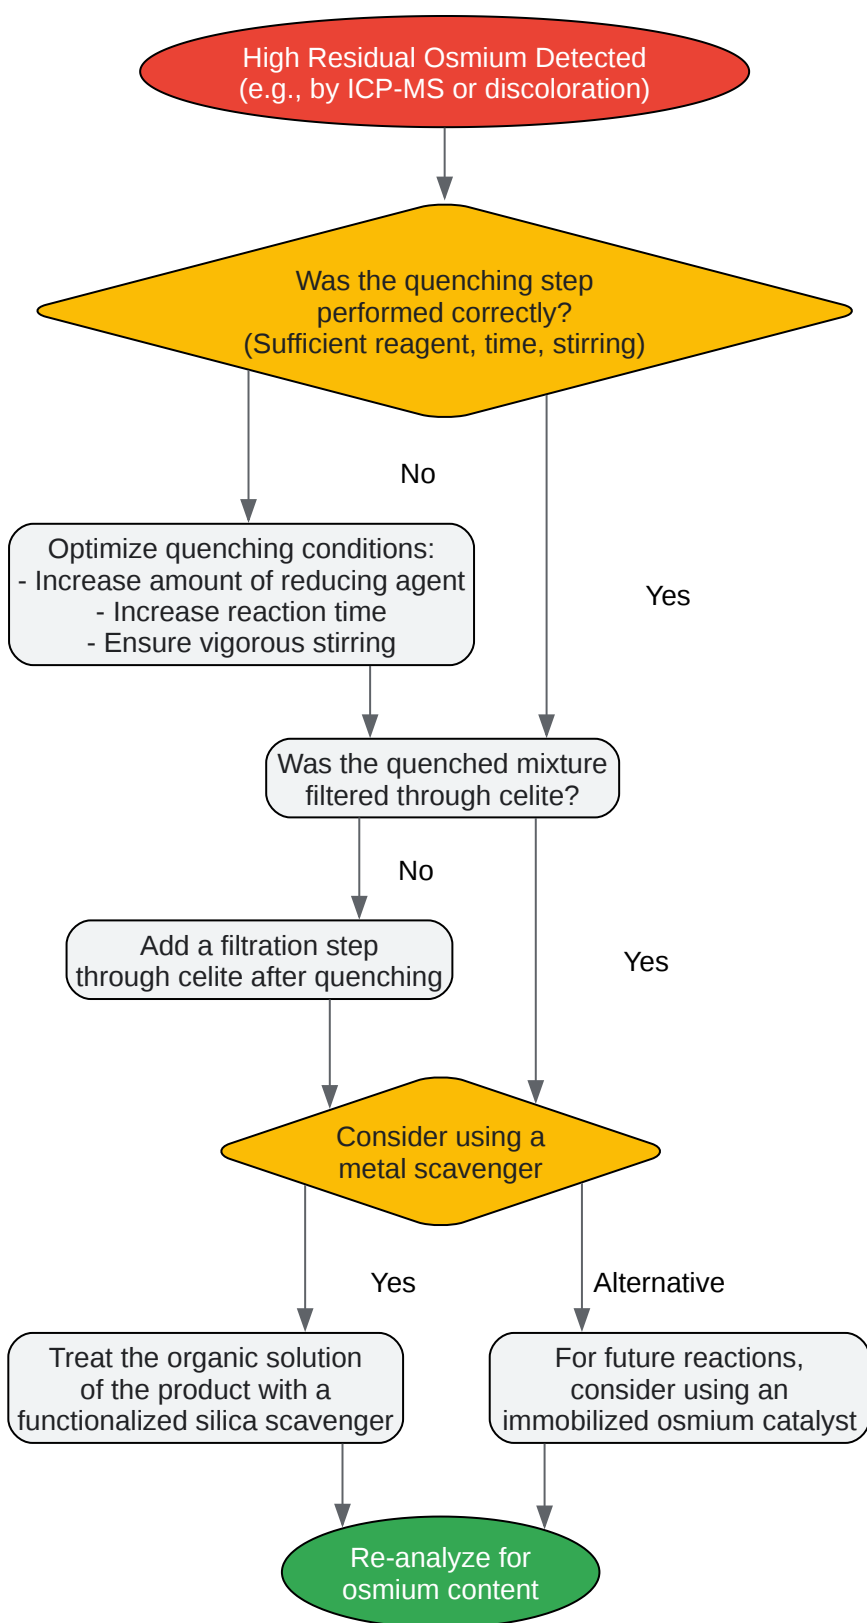 High Residual Osmium Detected
(e.g., by ICP-MS or discoloration)
Was the quenching step
performed correctly?
(Sufficient reagent, time, stirring)
No
Optimize quenching conditions:
- Increase amount of reducing agent
- Increase reaction time
- Ensure vigorous stirring
Yes
Was the quenched mixture
filtered through celite?
No
Add a filtration step
through celite after quenching
Yes
Consider using a
metal scavenger
Yes
Alternative
Treat the organic solution
of the product with a
functionalized silica scavenger
For future reactions,
consider using an
immobilized osmium catalyst
Re-analyze for
osmium content